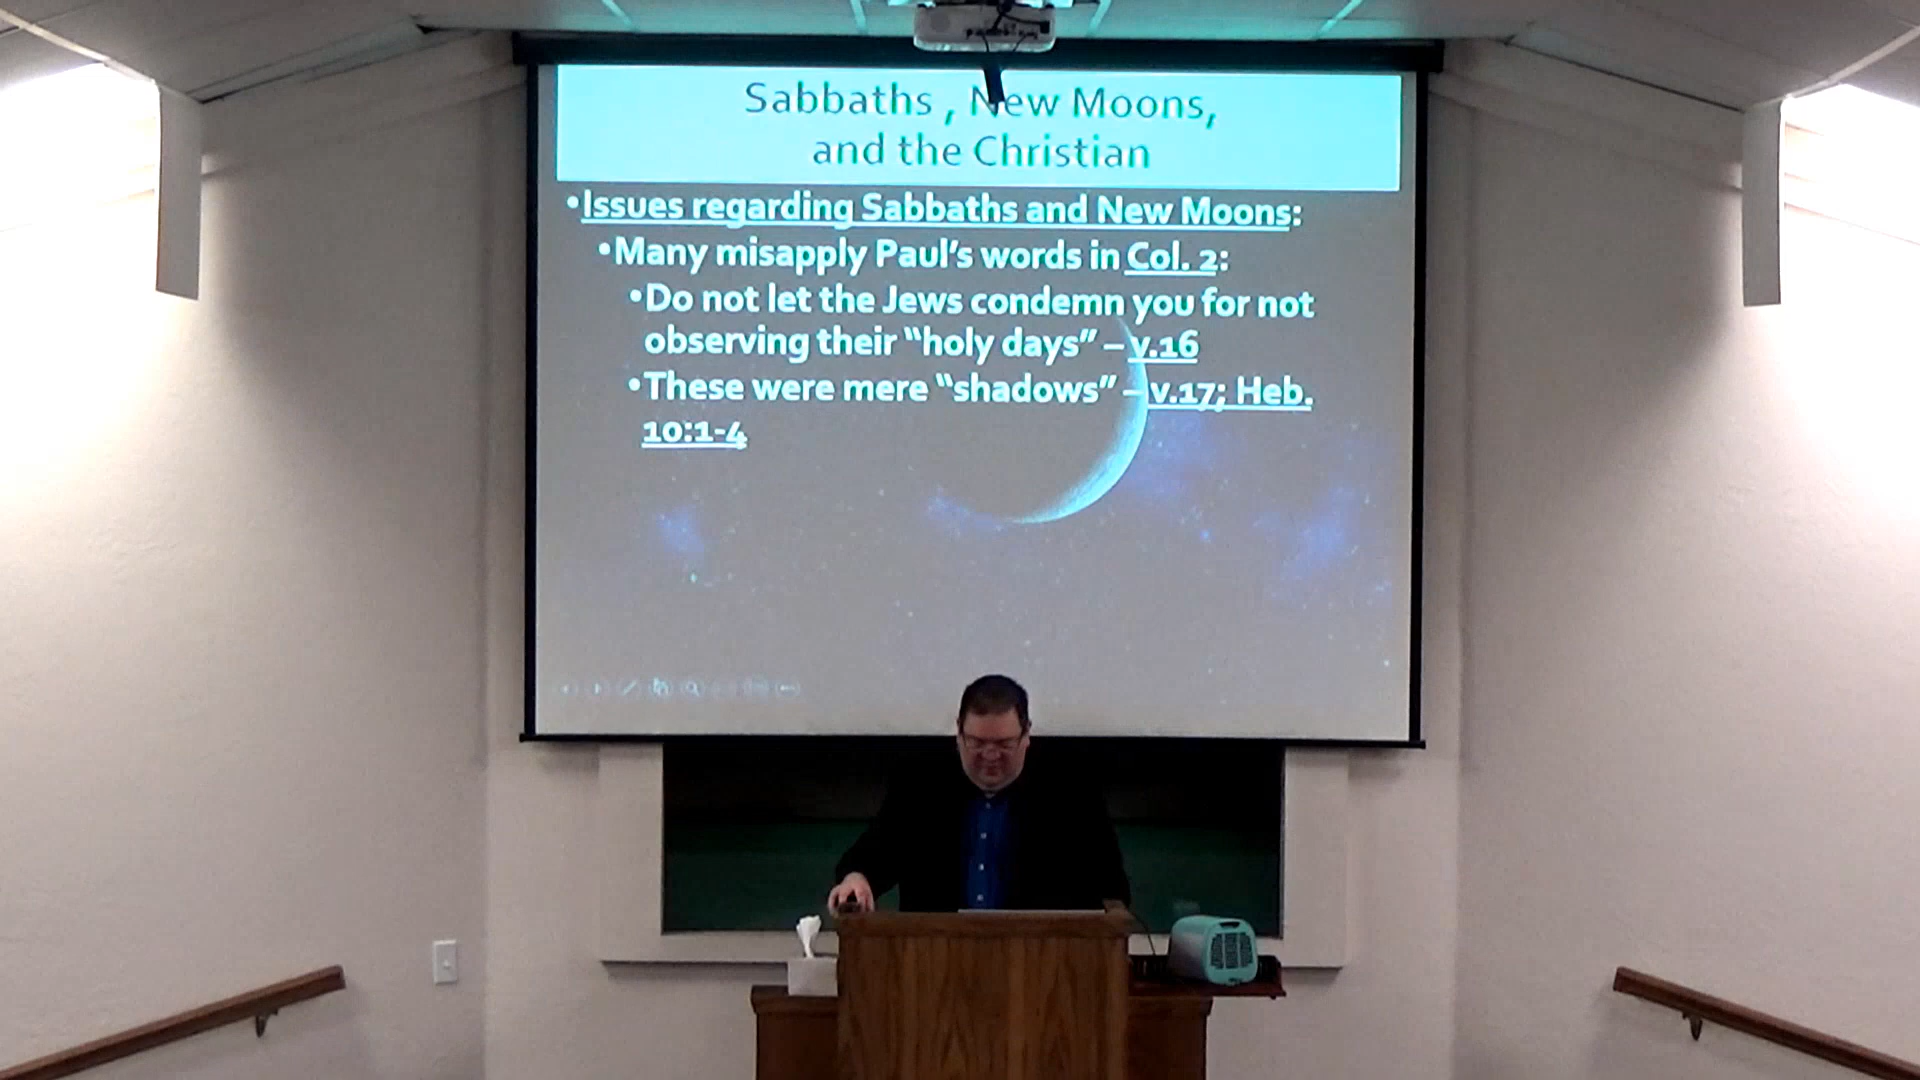 Sabbaths , New Moons,
and the Christian
•Issues regarding Sabbaths and New Moons:
•Many misapply Paul's words in Col. 2:
•Do not let the Jews condemn you for not
observing their “holy days” – v.16
•These were mere “shadows” – v.17; Heb.
10:1-4